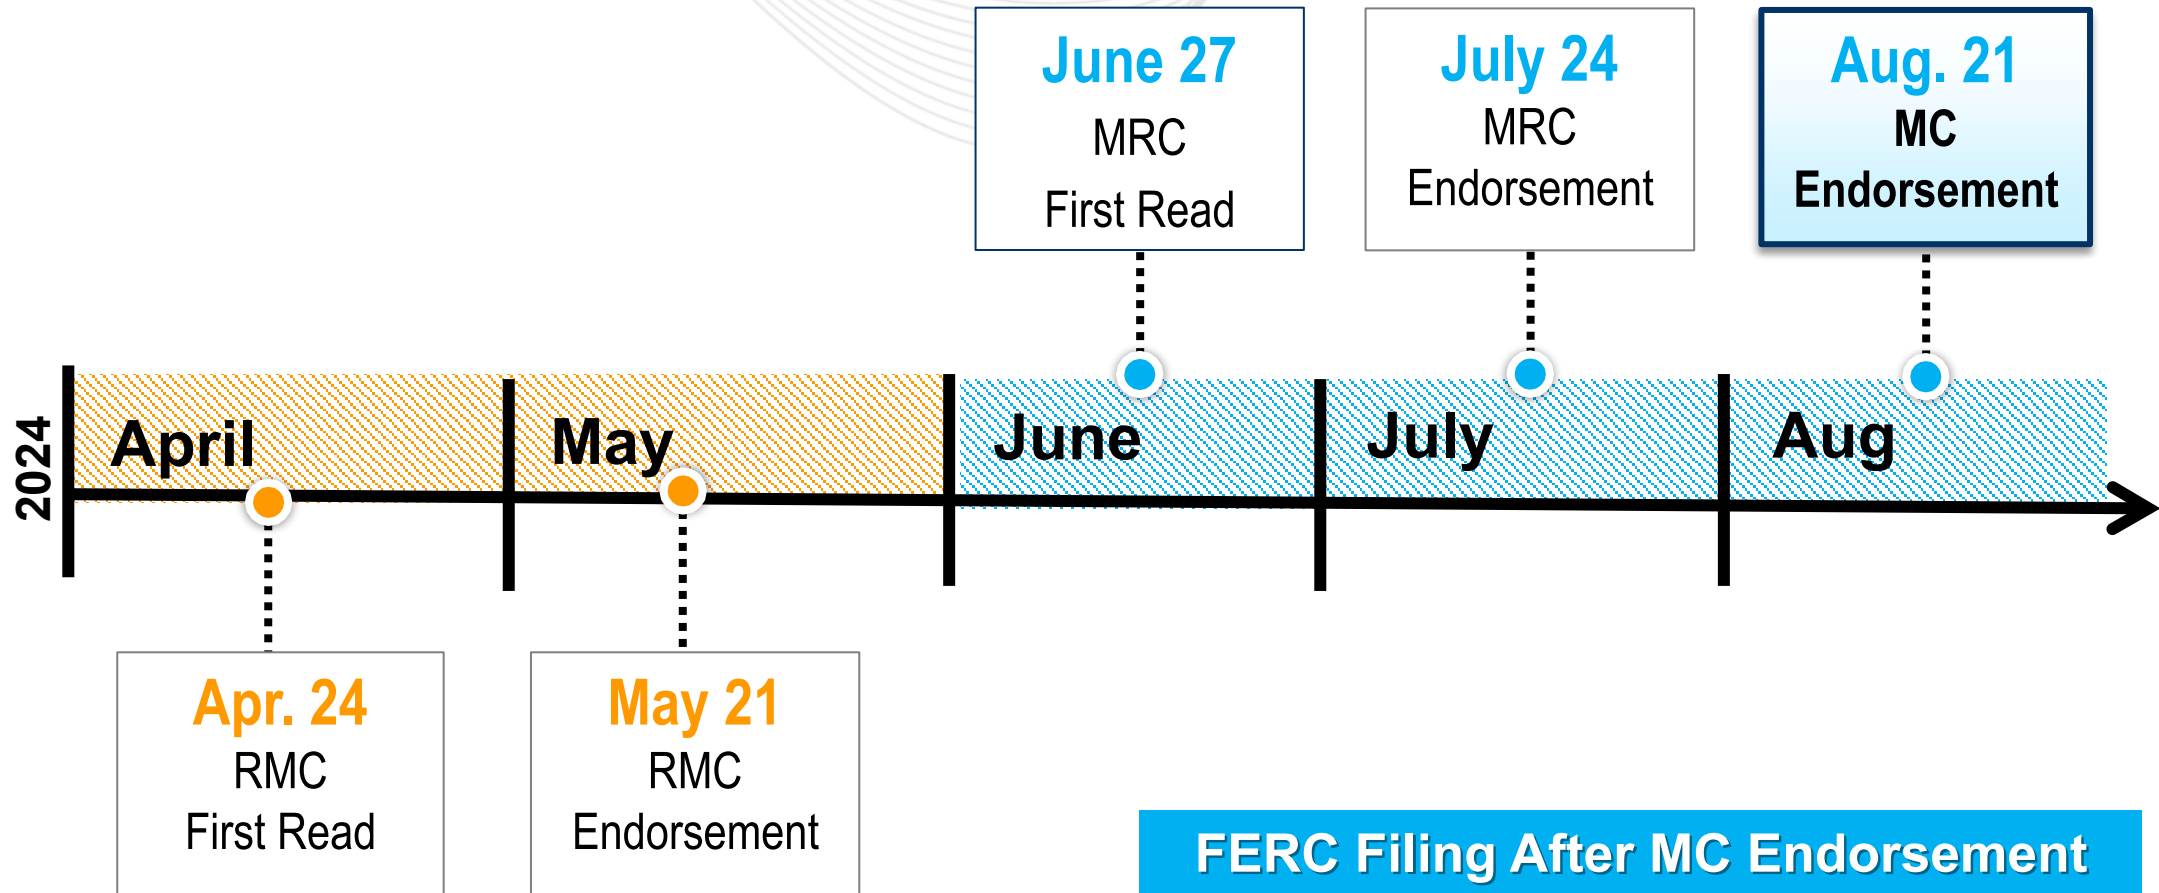 June 27
MRC
First Read
July 24
MRC
Endorsement
Aug. 21
MC
Endorsement
2024
April
May
June
July
Aug
Apr. 24
RMC
First Read
May 21
RMC
Endorsement
FERC Filing After MC Endorsement